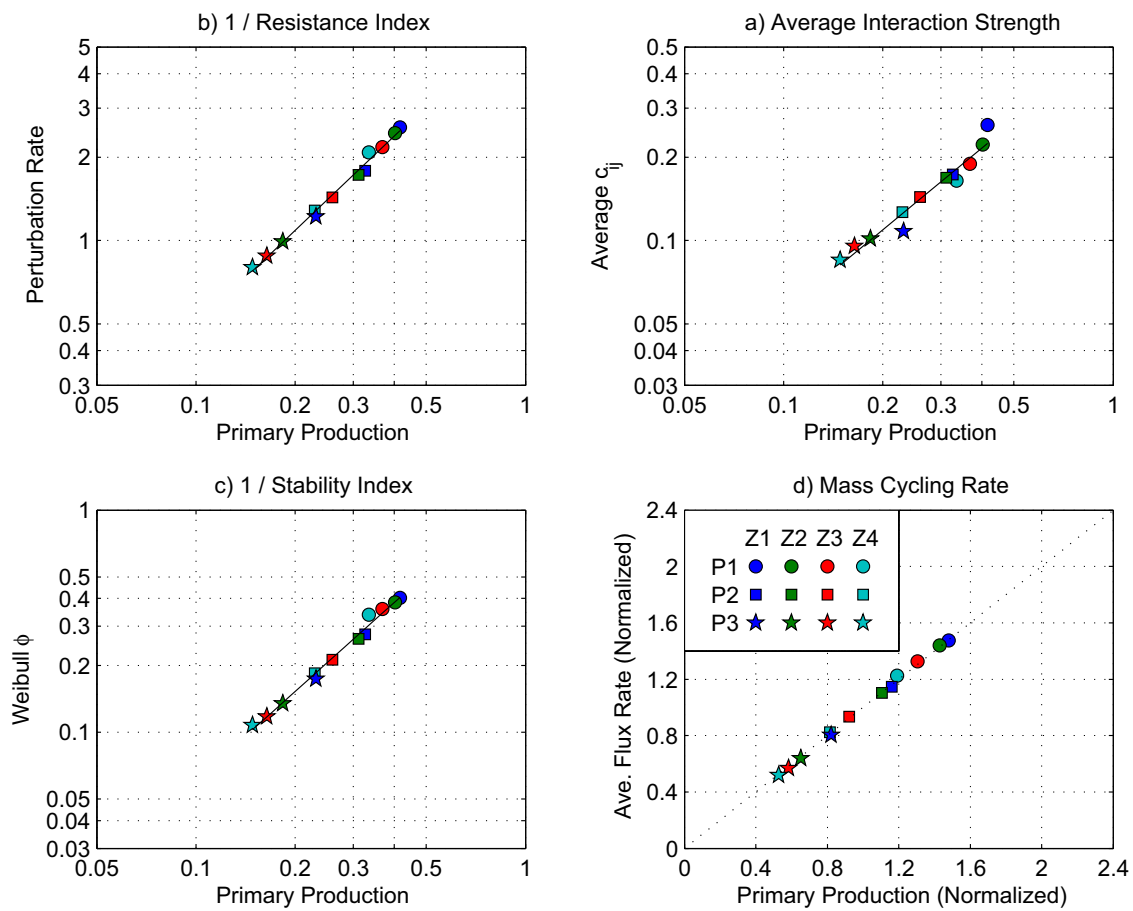 b) 1 / Resistance Index
5
4
3
2
1
0.5
0.4
0.3
Perturbation Rate
0.05 0.1 0.2 0.3 0.5 1
Primary Production
a) Average Interaction Strength
0.5
0.4
0.3
0.2
0.1
0.05
0.04
0.03
Average cij
0.05 0.1 0.2 0.3 0.5 1
Primary Production
c) 1 / Stability Index
1
0.5
0.4
0.3
0.2
0.1
0.05
0.04
0.03
Weibull ϕ
0.05 0.1 0.2 0.3 0.5 1
Primary Production
d) Mass Cycling Rate
2.4
2
1.6
1.2
0.8
0.4
0
Ave. Flux Rate (Normalized)
Z1 Z2 Z3 Z4
P1
P2
P3
0 0.4 0.8 1.2 1.6 2 2.4
Primary Production (Normalized)